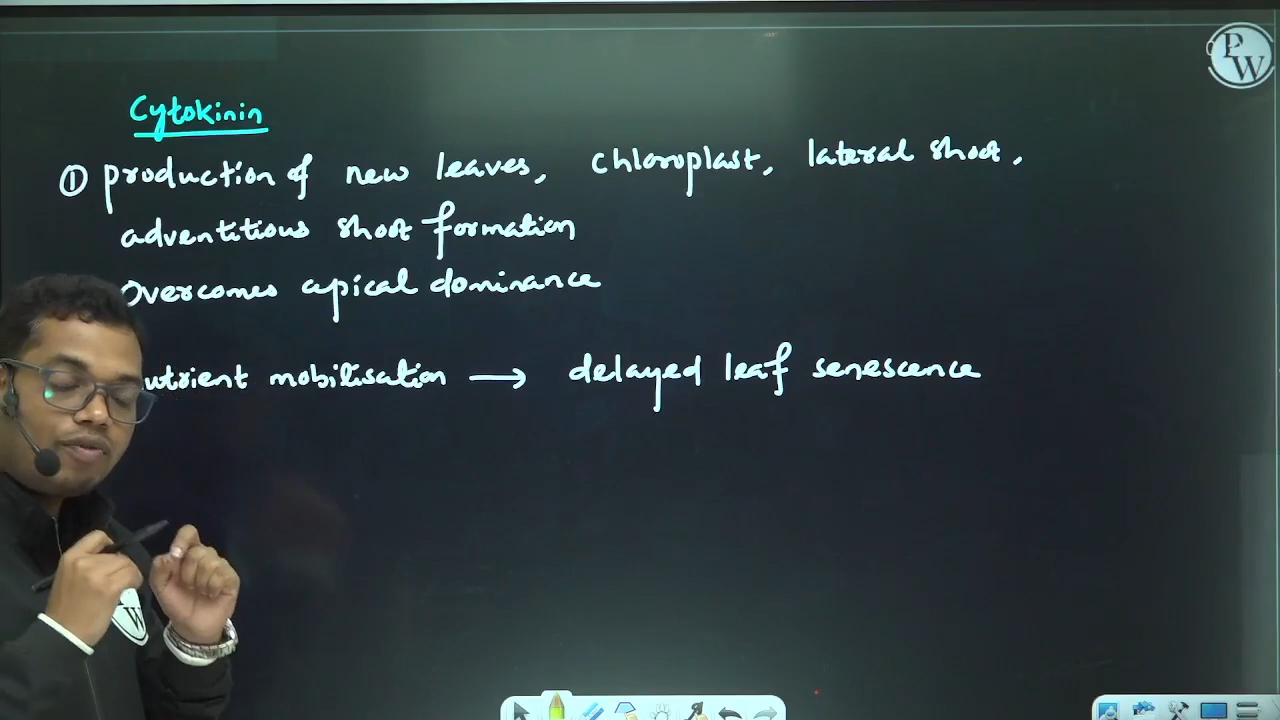 PW
Cytokinin
① production of new leaves, chloroplast, lateral shoot,
adventitious shoot formation
Overcomes apical dominance
utrient mobilisation → delayed leaf senescence
W